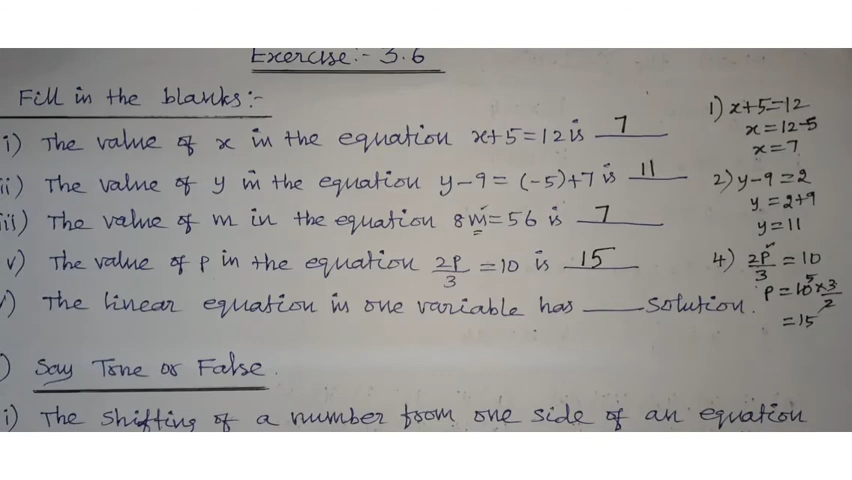 Exercise:- 3.6
Fill in the blanks:-
i) The value of x in the equation x+5=12 is 7
ii) The value of y in the equation y-9=(-5)+7 is 11
iii) The value of m in the equation 8m=56 is 7
v) The value of p in the equation 2p/3 =10 is 15
) The linear equation in one variable has ____ solution.
) Say True or False.
i) The shifting of a number from one side of an equation
1) x+5=12
x=12-5
x=7
2) y-9=2
y=2+9
y=11
4) 2p/3 =10
p=10 5 ×3/2
=15